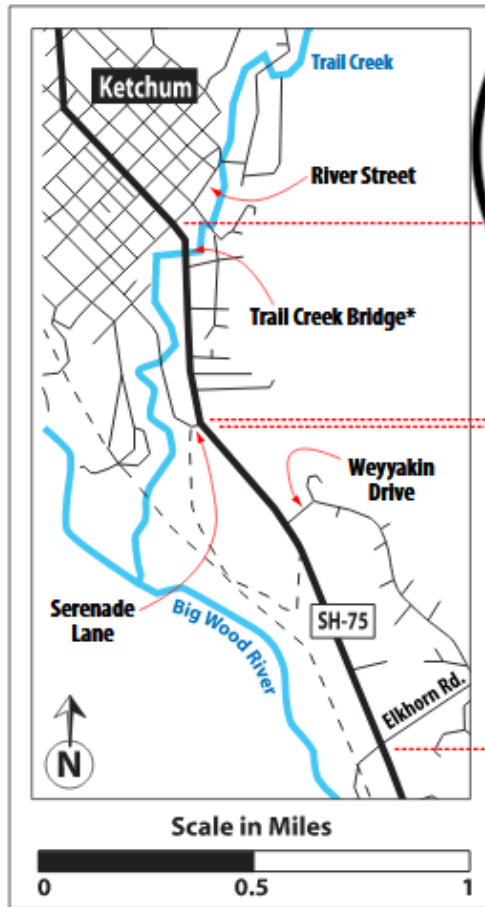 Trail Creek
Ketchum
River Street
Trail Creek Bridge*
Weyyakin
Drive
Serenade
Lane
Big Wood River
SH-75
Elkhorn Rd.
N
Scale in Miles
0 0.5 1